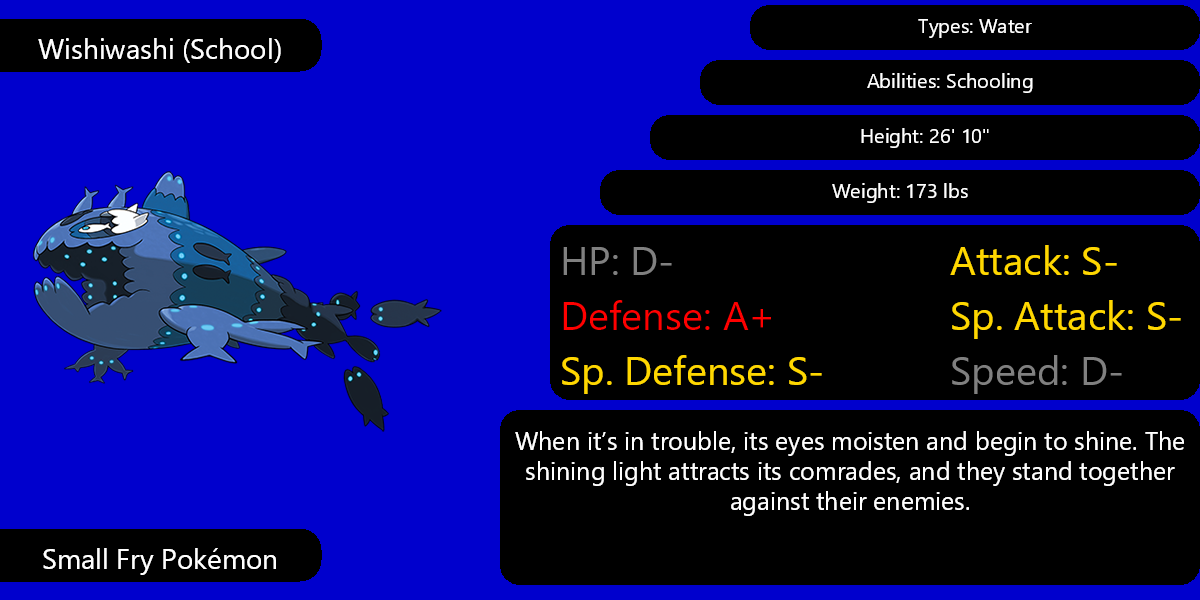 Wishiwashi (School)
Types: Water
Abilities: Schooling
Height: 26' 10"
Weight: 173 lbs
HP: D-
Attack: S-
Defense: A+
Sp. Attack: S-
Sp. Defense: S-
Speed: D-
When it’s in trouble, its eyes moisten and begin to shine. The
shining light attracts its comrades, and they stand together
against their enemies.
Small Fry Pokémon